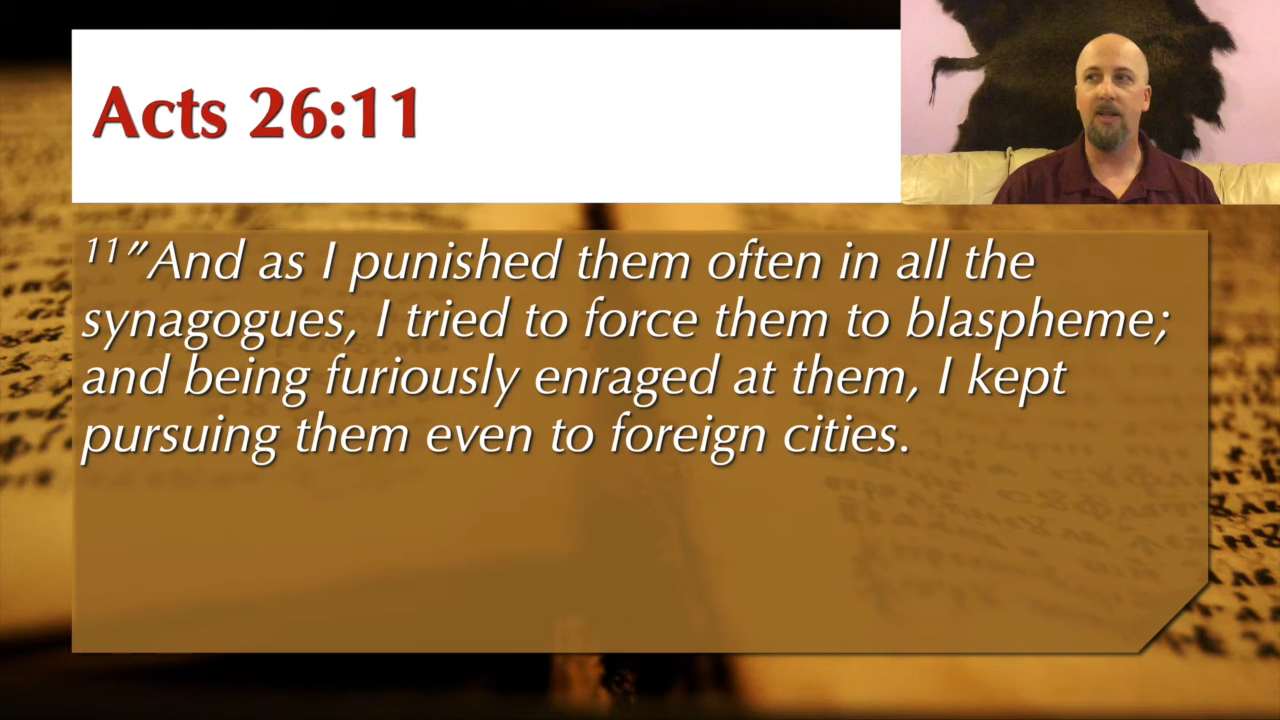 Acts 26:11
11"And as I punished them often in all the
synagogues, I tried to force them to blaspheme;
and being furiously enraged at them, I kept
pursuing them even to foreign cities.